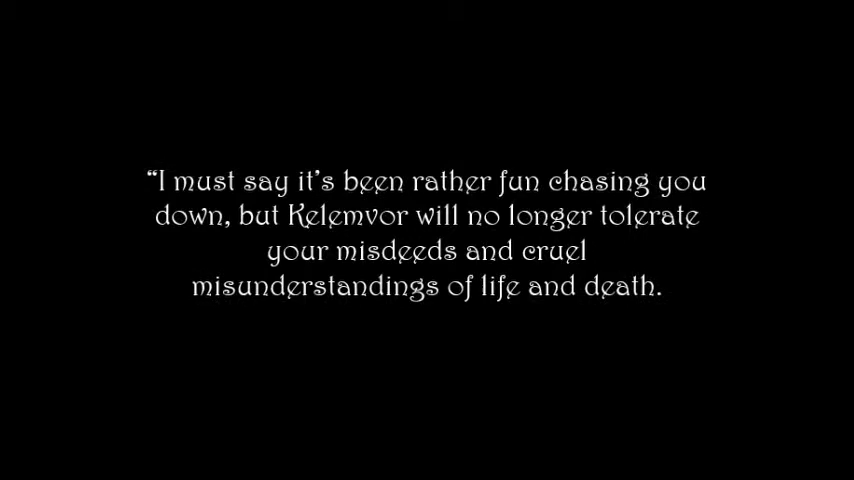 “I must say it’s been rather fun chasing you
down, but Kelemvor will no longer tolerate
your misdeeds and cruel
misunderstandings of life and death.